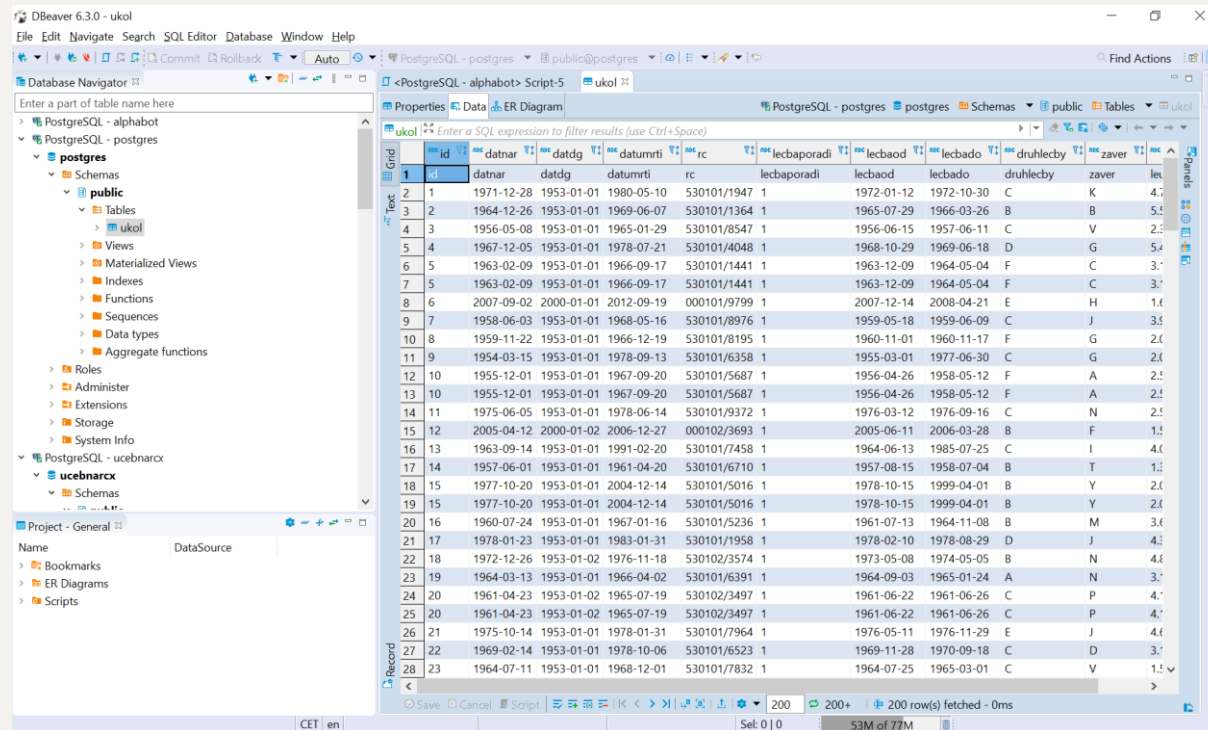 DBeaver 6.3.0 - ukol
File Edit Navigate Search SQL Editor Database Window Help
Commit Rollback Auto PostgreSQL - postgres public@postgres Find Actions
Database Navigator
Enter a part of table name here
PostgreSQL - alphabot
PostgreSQL - postgres
postgres
Schemas
public
Tables
ukol
Views
Materialized Views
Indexes
Functions
Sequences
Data types
Aggregate functions
Roles
Administer
Extensions
Storage
System Info
PostgreSQL - ucebnarcx
ucebnarcx
Schemas
Project - General
Name DataSource
Bookmarks
ER Diagrams
Scripts
<PostgreSQL - alphabot> Script-5 ukol
Properties Data ER Diagram PostgreSQL - postgres postgres Schemas public Tables ukol
ukol Enter a SQL expression to filter results (use Ctrl+Space)
Grid
Text
Record
Panels
id datnar datdg datumrti rc lecbaporadi lecbaod lecbado druhlecby zaver
1 id datnar datdg datumrti rc lecbaporadi lecbaod lecbado druhlecby zaver
2 1 1971-12-28 1953-01-01 1980-05-10 530101/1947 1 1972-01-12 1972-10-30 C K
3 2 1964-12-26 1953-01-01 1969-06-07 530101/1364 1 1965-07-29 1966-03-26 B B
4 3 1956-05-08 1953-01-01 1965-01-29 530101/8547 1 1956-06-15 1957-06-11 C V
5 4 1967-12-05 1953-01-01 1978-07-21 530101/4048 1 1968-10-29 1969-06-18 D G
6 5 1963-02-09 1953-01-01 1966-09-17 530101/1441 1 1963-12-09 1964-05-04 F C
7 5 1963-02-09 1953-01-01 1966-09-17 530101/1441 1 1963-12-09 1964-05-04 F C
8 6 2007-09-02 2000-01-01 2012-09-19 000101/9799 1 2007-12-14 2008-04-21 E H
9 7 1958-06-03 1953-01-01 1968-05-16 530101/8976 1 1959-05-18 1959-06-09 C J
10 8 1959-11-22 1953-01-01 1966-12-19 530101/8195 1 1960-11-01 1960-11-17 F G
11 9 1954-03-15 1953-01-01 1978-09-13 530101/6358 1 1955-03-01 1977-06-30 C G
12 10 1955-12-01 1953-01-01 1967-09-20 530101/5687 1 1956-04-26 1958-05-12 F A
13 10 1955-12-01 1953-01-01 1967-09-20 530101/5687 1 1956-04-26 1958-05-12 F A
14 11 1975-06-05 1953-01-01 1978-06-14 530101/9372 1 1976-03-12 1976-09-16 C N
15 12 2005-04-12 2000-01-02 2006-12-27 000102/3693 1 2005-06-11 2006-03-28 B F
16 13 1963-09-14 1953-01-01 1991-02-20 530101/7458 1 1964-06-13 1985-07-25 C I
17 14 1957-06-01 1953-01-01 1961-04-20 530101/6710 1 1957-08-15 1958-07-04 B T
18 15 1977-10-20 1953-01-01 2004-12-14 530101/5016 1 1978-10-15 1999-04-01 B Y
19 15 1977-10-20 1953-01-01 2004-12-14 530101/5016 1 1978-10-15 1999-04-01 B Y
20 16 1960-07-24 1953-01-01 1967-01-16 530101/5236 1 1961-07-13 1964-11-08 B M
21 17 1978-01-23 1953-01-01 1983-01-31 530101/1958 1 1978-02-10 1978-08-29 D J
22 18 1972-12-26 1953-01-02 1976-11-18 530102/3574 1 1973-05-08 1974-05-05 B N
23 19 1964-03-13 1953-01-01 1966-04-02 530101/6391 1 1964-09-03 1965-01-24 A N
24 20 1961-04-23 1953-01-02 1965-07-19 530102/3497 1 1961-06-22 1961-06-26 C P
25 20 1961-04-23 1953-01-02 1965-07-19 530102/3497 1 1961-06-22 1961-06-26 C P
26 21 1975-10-14 1953-01-01 1978-01-31 530101/7964 1 1976-05-11 1976-11-29 E J
27 22 1969-02-14 1953-01-01 1978-10-06 530101/6523 1 1969-11-28 1970-09-18 C D
28 23 1964-07-11 1953-01-01 1968-12-01 530101/7832 1 1964-07-25 1965-03-01 C V
Save Cancel Script 200 200+ 200 row(s) fetched - 0ms
CET en Sel: 0 | 0 53M of 77M